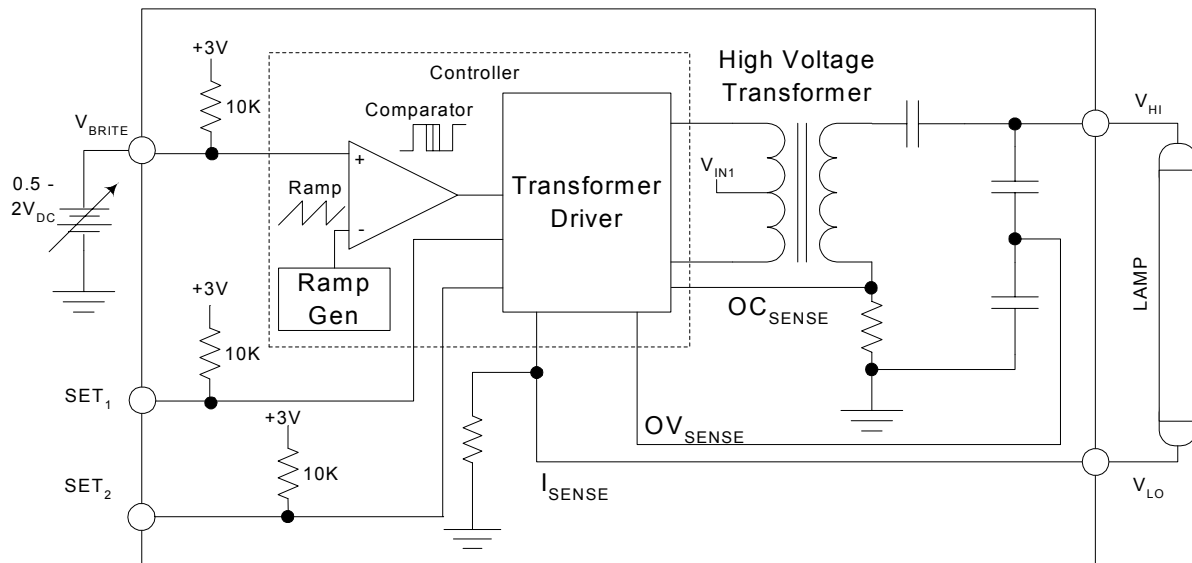 +3V
10K
V_BRITE
0.5 -
2V_DC
Controller
Comparator
+
-
Ramp
Ramp
Gen
Transformer
Driver
High Voltage
Transformer
V_IN1
V_HI
LAMP
V_LO
OC_SENSE
OV_SENSE
I_SENSE
+3V
10K
SET_1
+3V
10K
SET_2